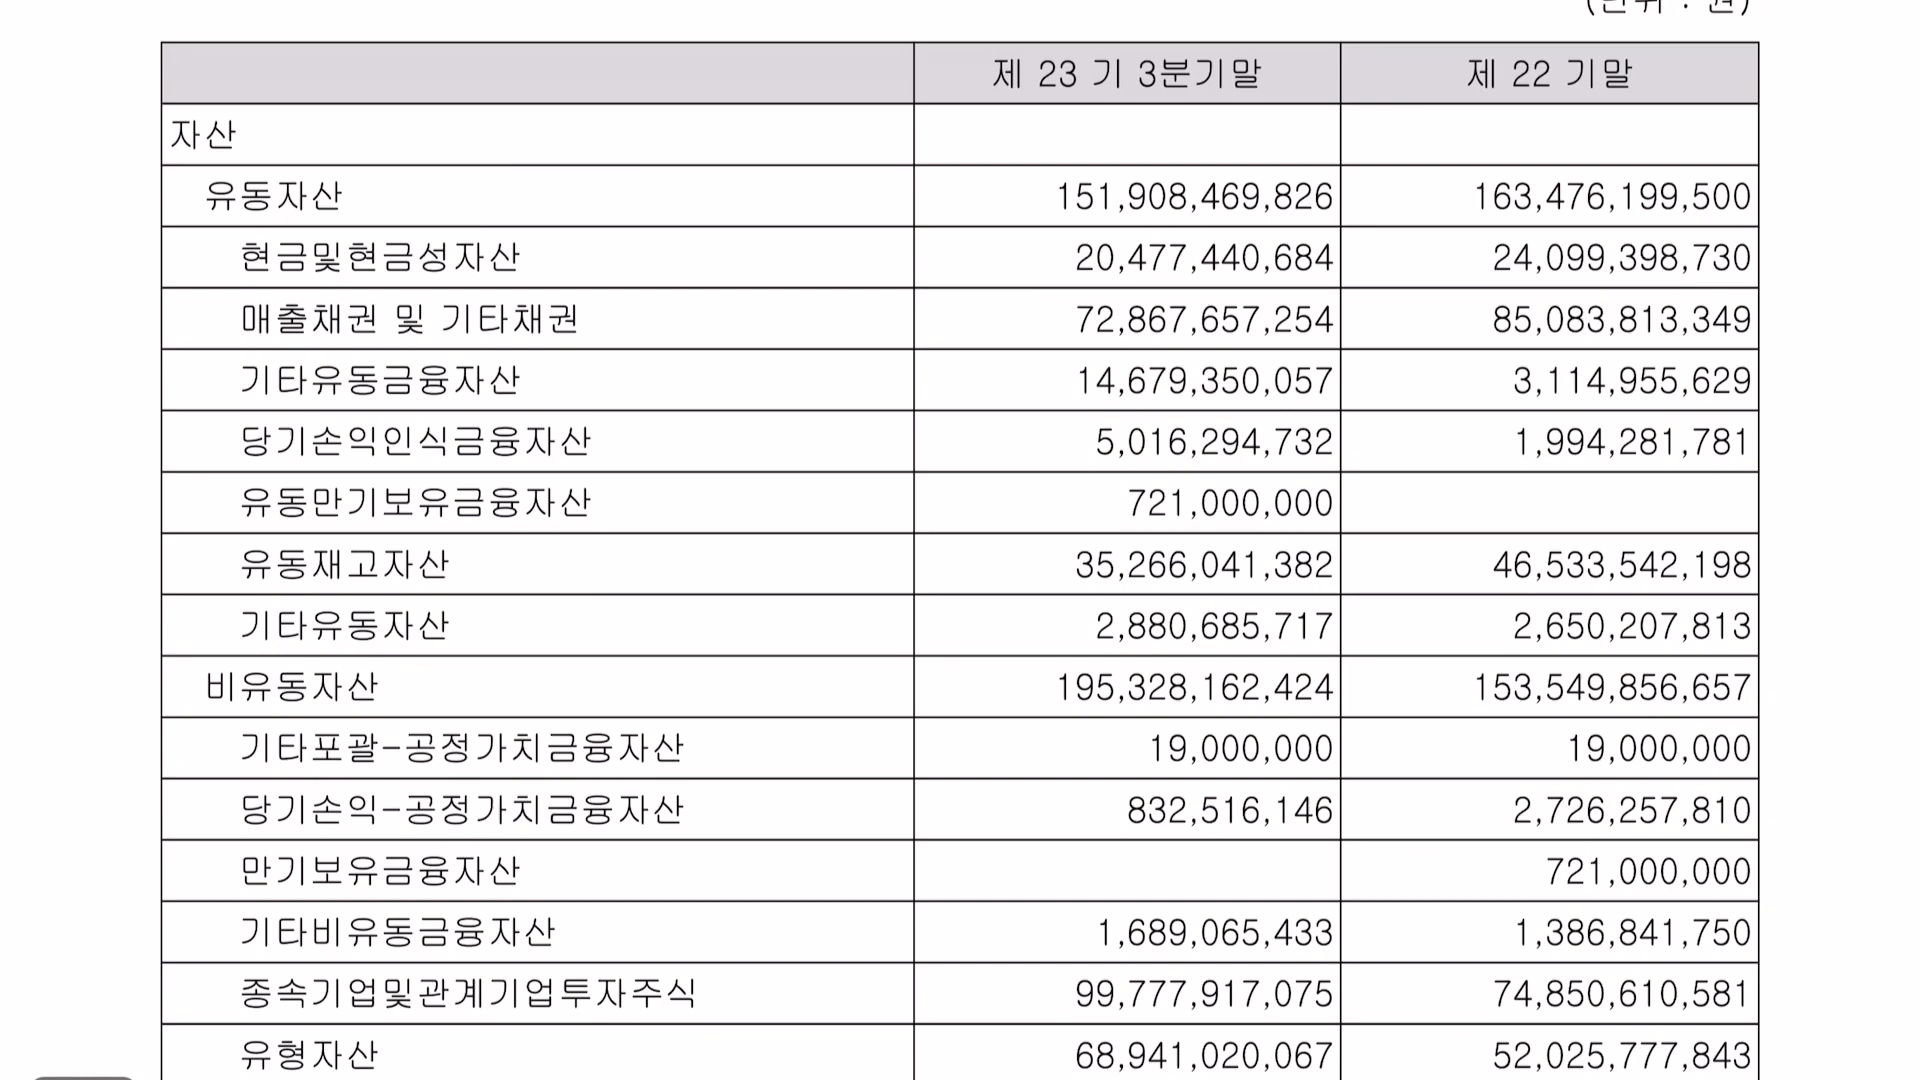 (단위 : 원)
제 23 기 3분기말 제 22 기말
자산
유동자산 151,908,469,826 163,476,199,500
현금및현금성자산 20,477,440,684 24,099,398,730
매출채권 및 기타채권 72,867,657,254 85,083,813,349
기타유동금융자산 14,679,350,057 3,114,955,629
당기손익인식금융자산 5,016,294,732 1,994,281,781
유동만기보유금융자산 721,000,000
유동재고자산 35,266,041,382 46,533,542,198
기타유동자산 2,880,685,717 2,650,207,813
비유동자산 195,328,162,424 153,549,856,657
기타포괄-공정가치금융자산 19,000,000 19,000,000
당기손익-공정가치금융자산 832,516,146 2,726,257,810
만기보유금융자산 721,000,000
기타비유동금융자산 1,689,065,433 1,386,841,750
종속기업및관계기업투자주식 99,777,917,075 74,850,610,581
유형자산 68,941,020,067 52,025,777,843